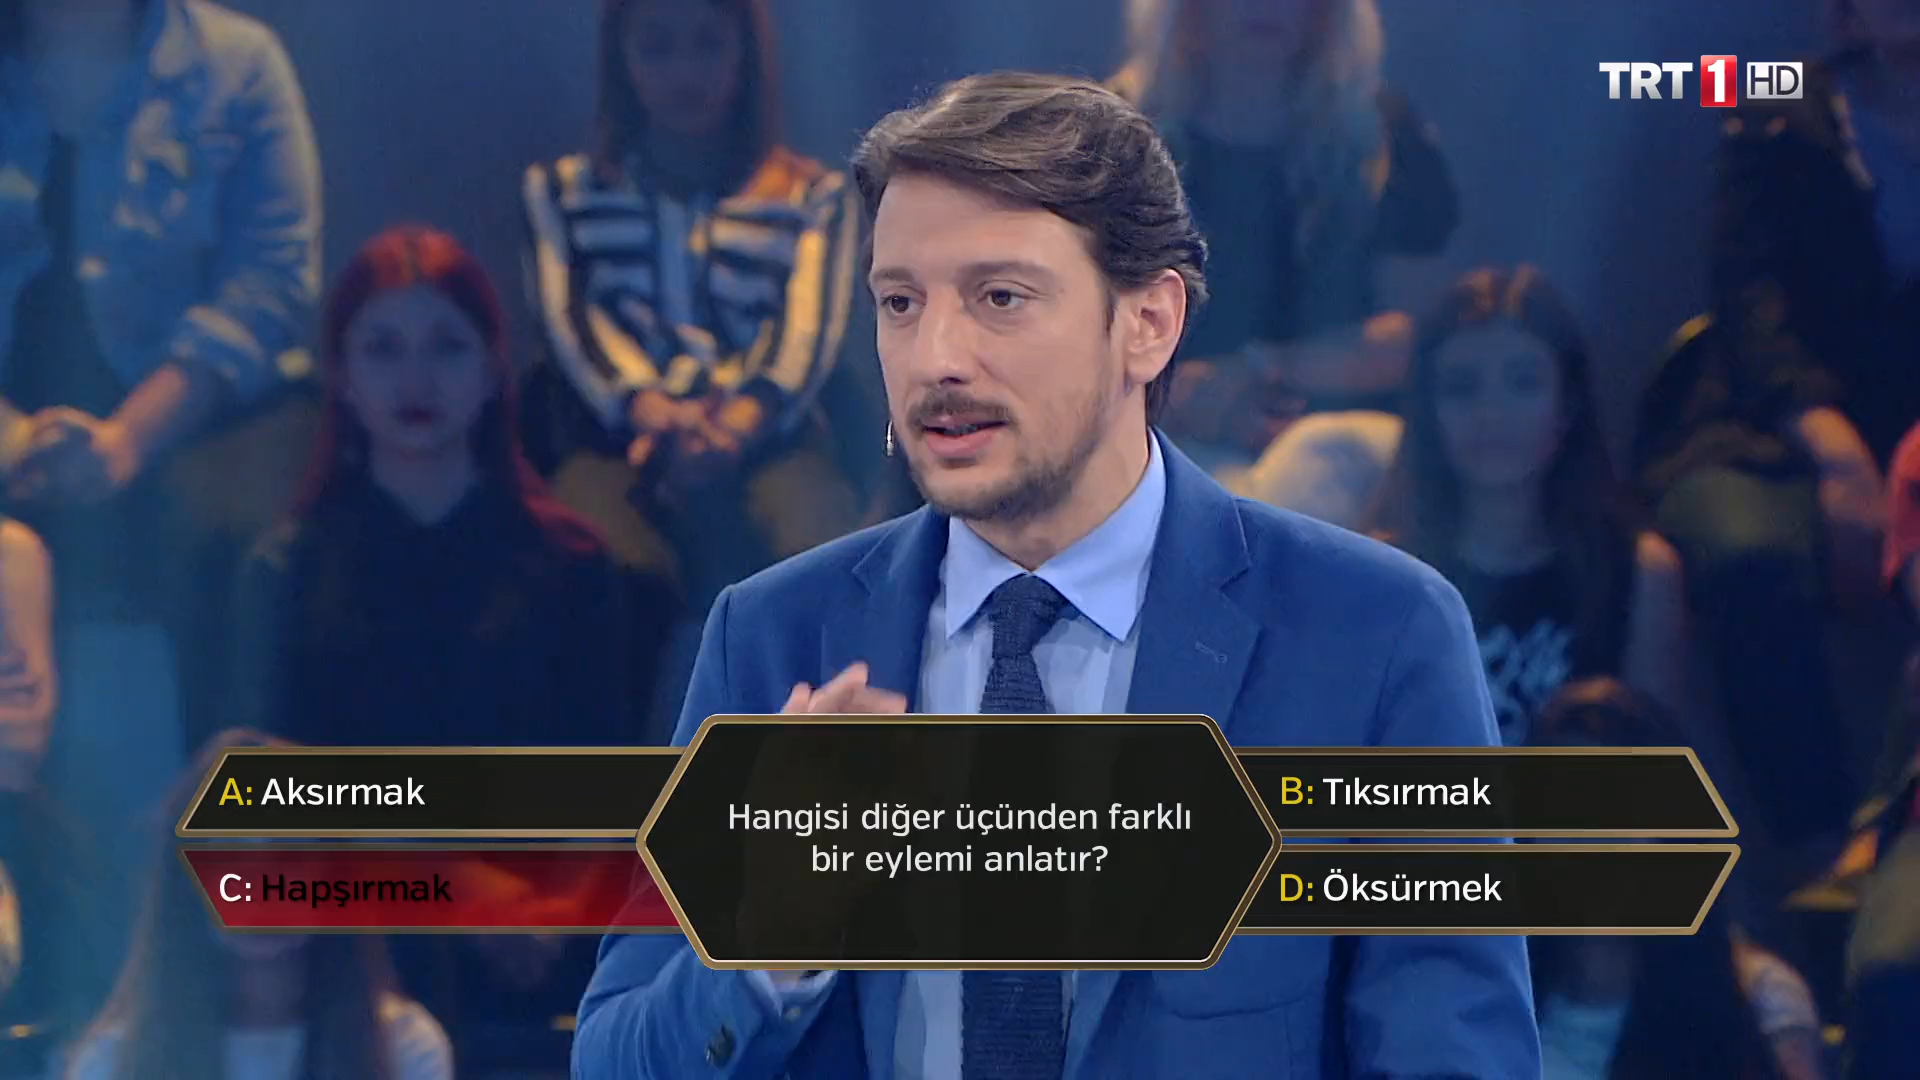 TRT 1 HD
Hangisi diğer üçünden farklı
bir eylemi anlatır?
A: Aksırmak
B: Tıksırmak
C: Hapşırmak
D: Öksürmek